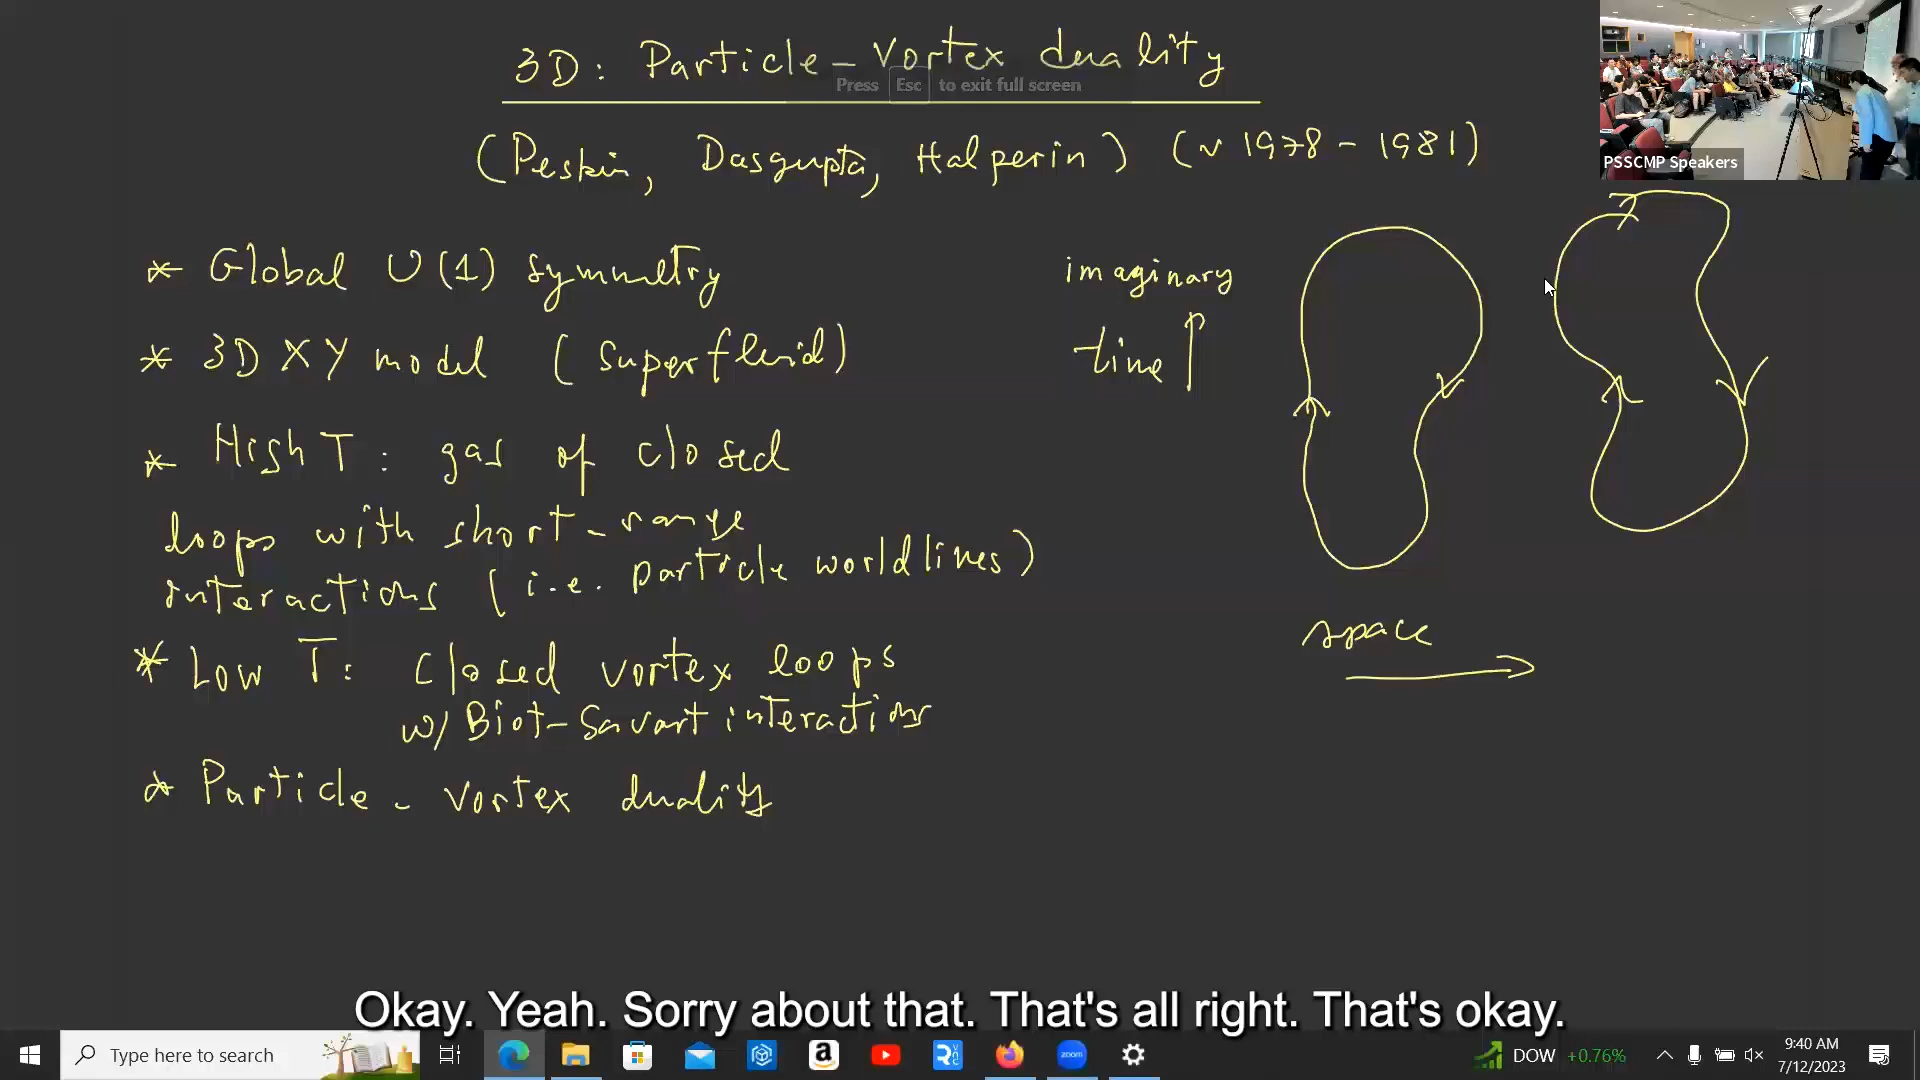 3D: Particle - Vortex duality
Press Esc to exit full screen
(Peskin, Dasgupta, Halperin) (~ 1978 - 1981)
PSSCMP Speakers
* Global U(1) symmetry
* 3D XY model (superfluid)
* High T: gas of closed
loops with short-range
interactions (i.e. particle worldlines)
* Low T: closed vortex loops
w/ Biot-Savart interactions
* Particle - vortex duality
imaginary
time
space
Okay. Yeah. Sorry about that. That's all right. That's okay.
Type here to search
zoom
DOW +0.76%
9:40 AM
7/12/2023